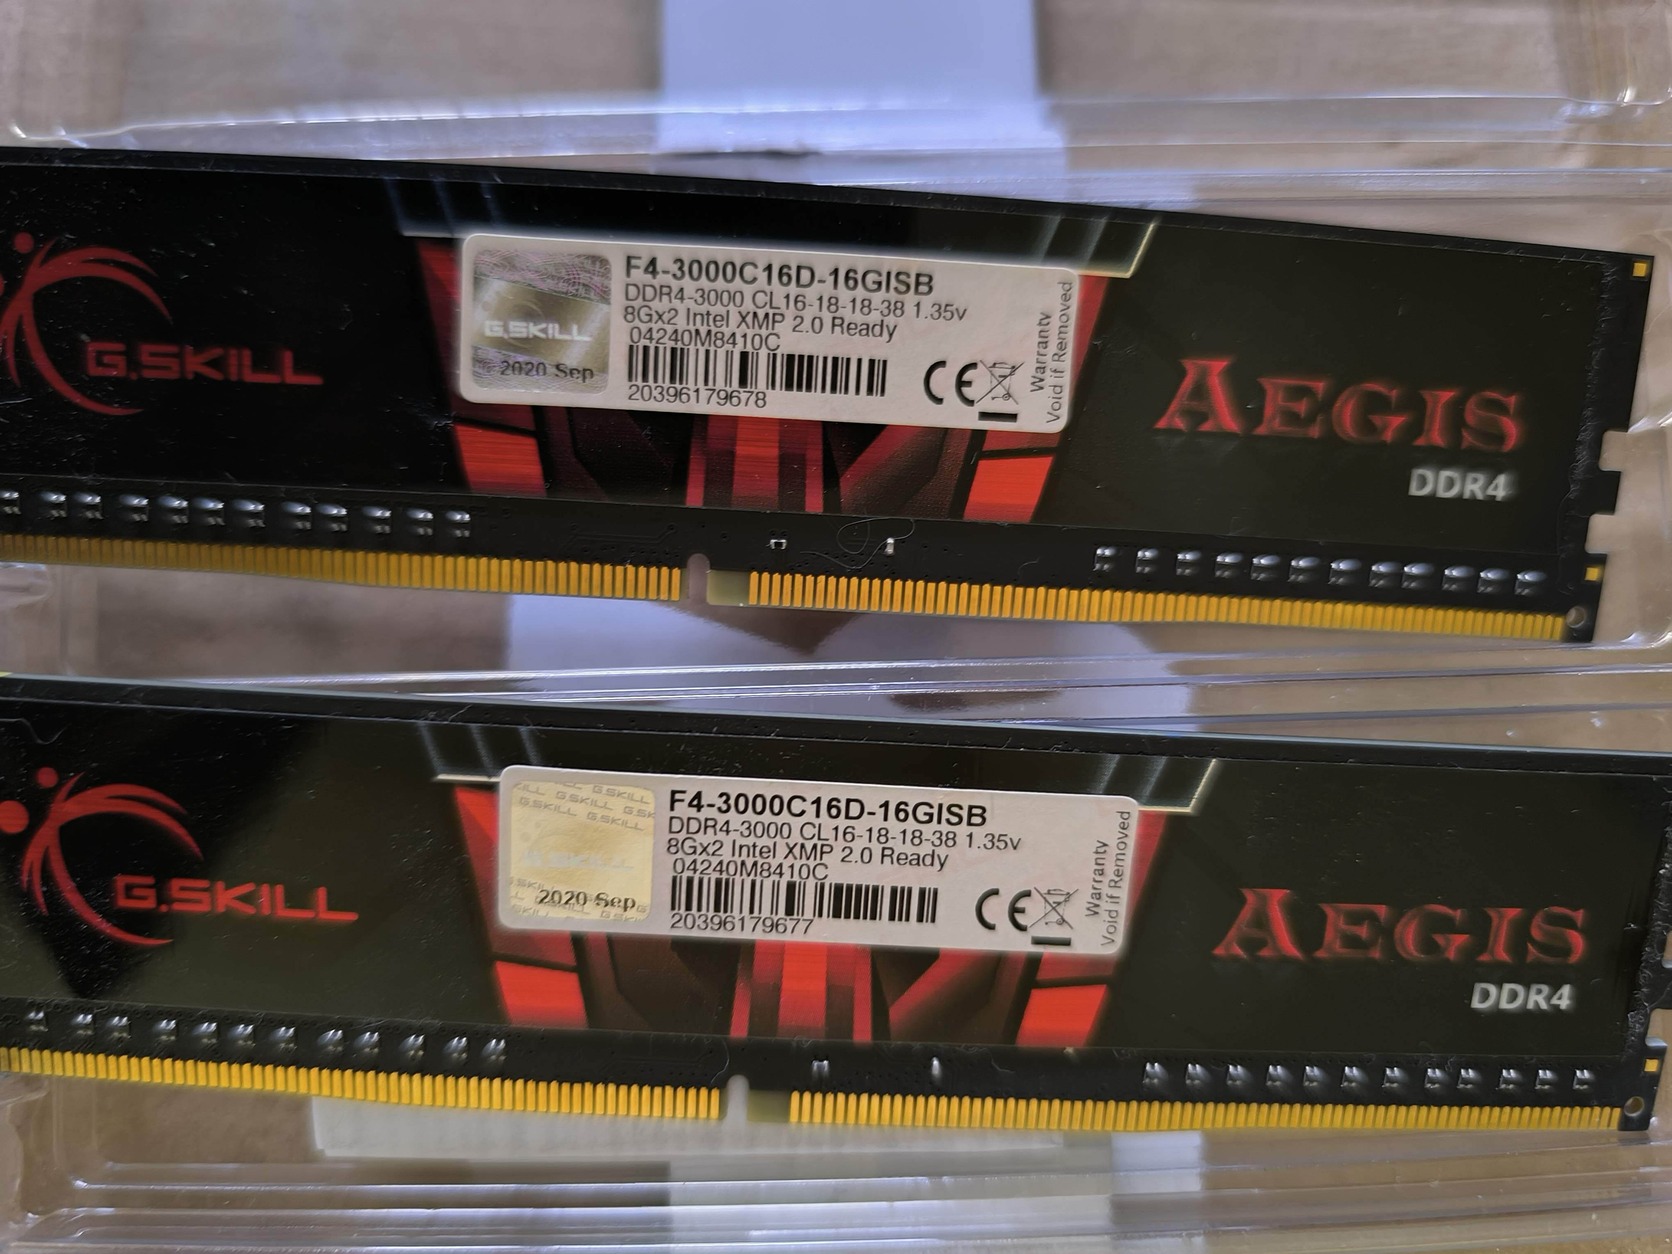 G.SKILL
G.SKILL
2020 Sep
F4-3000C16D-16GISB
DDR4-3000 CL16-18-18-38 1.35v
8Gx2 Intel XMP 2.0 Ready
04240M8410C
20396179678
CE
Warranty
Void if Removed
AEGIS
DDR4
G.SKILL
G.SKILL G.SKILL
G.SKILL
2020 Sep
F4-3000C16D-16GISB
DDR4-3000 CL16-18-18-38 1.35v
8Gx2 Intel XMP 2.0 Ready
04240M8410C
20396179677
CE
Warranty
Void if Removed
AEGIS
DDR4